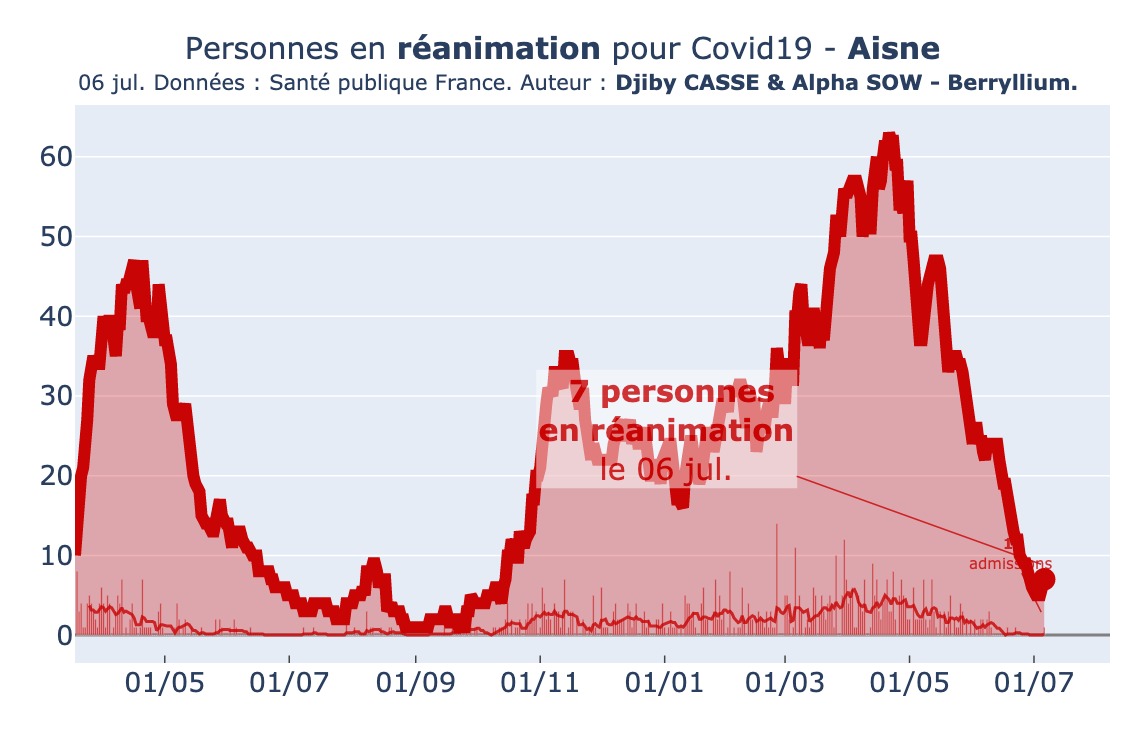 Personnes en réanimation pour Covid19 - Aisne
06 jul. Données : Santé publique France. Auteur : Djiby CASSE & Alpha SOW - Berryllium.
60
50
40
30
20
10
0
7 personnes
en réanimation
le 06 jul.
1
admissions
01/05
01/07
01/09
01/11
01/01
01/03
01/05
01/07